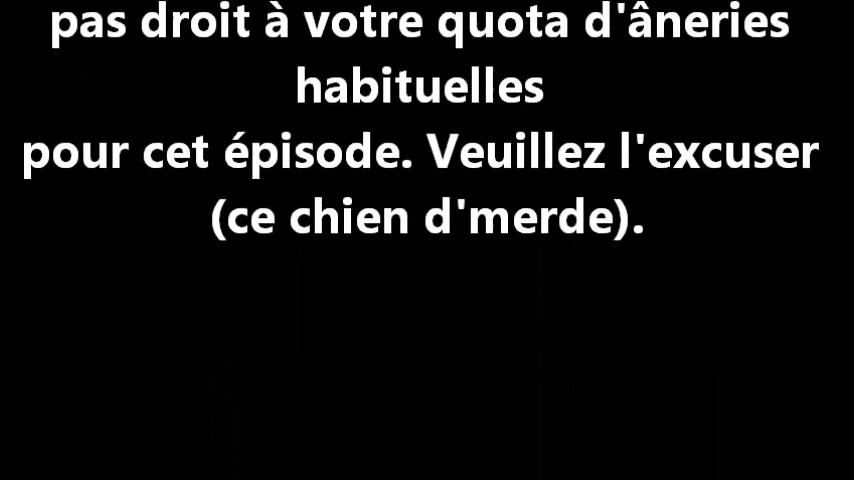 pas droit à votre quota d'âneries
habituelles
pour cet épisode. Veuillez l'excuser
(ce chien d'merde).